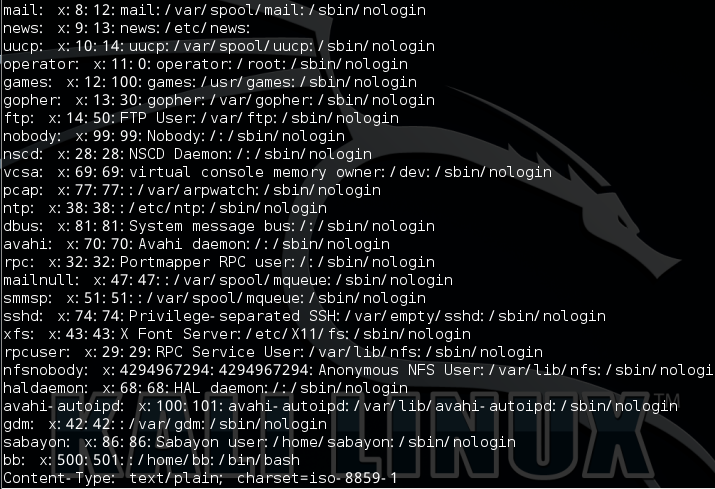 mail: x:8:12:mail:/var/spool/mail:/sbin/nologin
news: x:9:13:news:/etc/news:
uucp: x:10:14:uucp:/var/spool/uucp:/sbin/nologin
operator: x:11:0:operator:/root:/sbin/nologin
games: x:12:100:games:/usr/games:/sbin/nologin
gopher: x:13:30:gopher:/var/gopher:/sbin/nologin
ftp: x:14:50:FTP User:/var/ftp:/sbin/nologin
nobody: x:99:99:Nobody:/:/sbin/nologin
nscd: x:28:28:NSCD Daemon:/:/sbin/nologin
vcsa: x:69:69:virtual console memory owner:/dev:/sbin/nologin
pcap: x:77:77::/var/arpwatch:/sbin/nologin
ntp: x:38:38::/etc/ntp:/sbin/nologin
dbus: x:81:81:System message bus:/:/sbin/nologin
avahi: x:70:70:Avahi daemon:/:/sbin/nologin
rpc: x:32:32:Portmapper RPC user:/:/sbin/nologin
mailnull: x:47:47::/var/spool/mqueue:/sbin/nologin
smmsp: x:51:51::/var/spool/mqueue:/sbin/nologin
sshd: x:74:74:Privilege-separated SSH:/var/empty/sshd:/sbin/nologin
xfs: x:43:43:X Font Server:/etc/X11/fs:/sbin/nologin
rpcuser: x:29:29:RPC Service User:/var/lib/nfs:/sbin/nologin
nfsnobody: x:4294967294:4294967294:Anonymous NFS User:/var/lib/nfs:/sbin/nologi
haldaemon: x:68:68:HAL daemon:/:/sbin/nologin
avahi-autoipd: x:100:101:avahi-autoipd:/var/lib/avahi-autoipd:/sbin/nologin
gdm: x:42:42::/var/gdm:/sbin/nologin
sabayon: x:86:86:Sabayon user:/home/sabayon:/sbin/nologin
bb: x:500:501::/home/bb:/bin/bash
Content-Type: text/plain; charset=iso-8859-1
KALI LINUX™